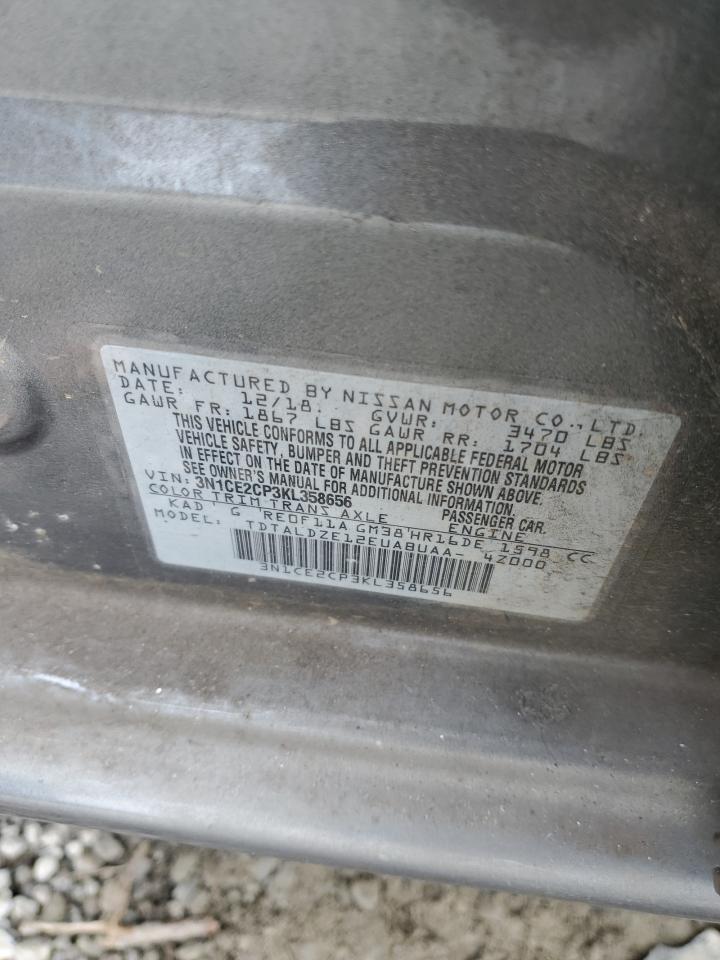 MANUFACTURED BY NISSAN MOTOR CO.,LTD.
DATE: 12/18 GVWR: 3470 LBS
GAWR FR: 1867 LBS GAWR RR: 1704 LBS
THIS VEHICLE CONFORMS TO ALL APPLICABLE FEDERAL MOTOR
VEHICLE SAFETY, BUMPER AND THEFT PREVENTION STANDARDS
IN EFFECT ON THE DATE OF MANUFACTURE SHOWN ABOVE.
SEE OWNER'S MANUAL FOR ADDITIONAL INFORMATION.
VIN: 3N1CE2CP3KL358656 PASSENGER CAR.
COLOR TRIM TRANS AXLE ENGINE
KAD G RE0F11A GM38 HR16DE 1598 CC
MODEL: TDTALDZE12EUABUAA- 4Z000
3N1CE2CP3KL358656